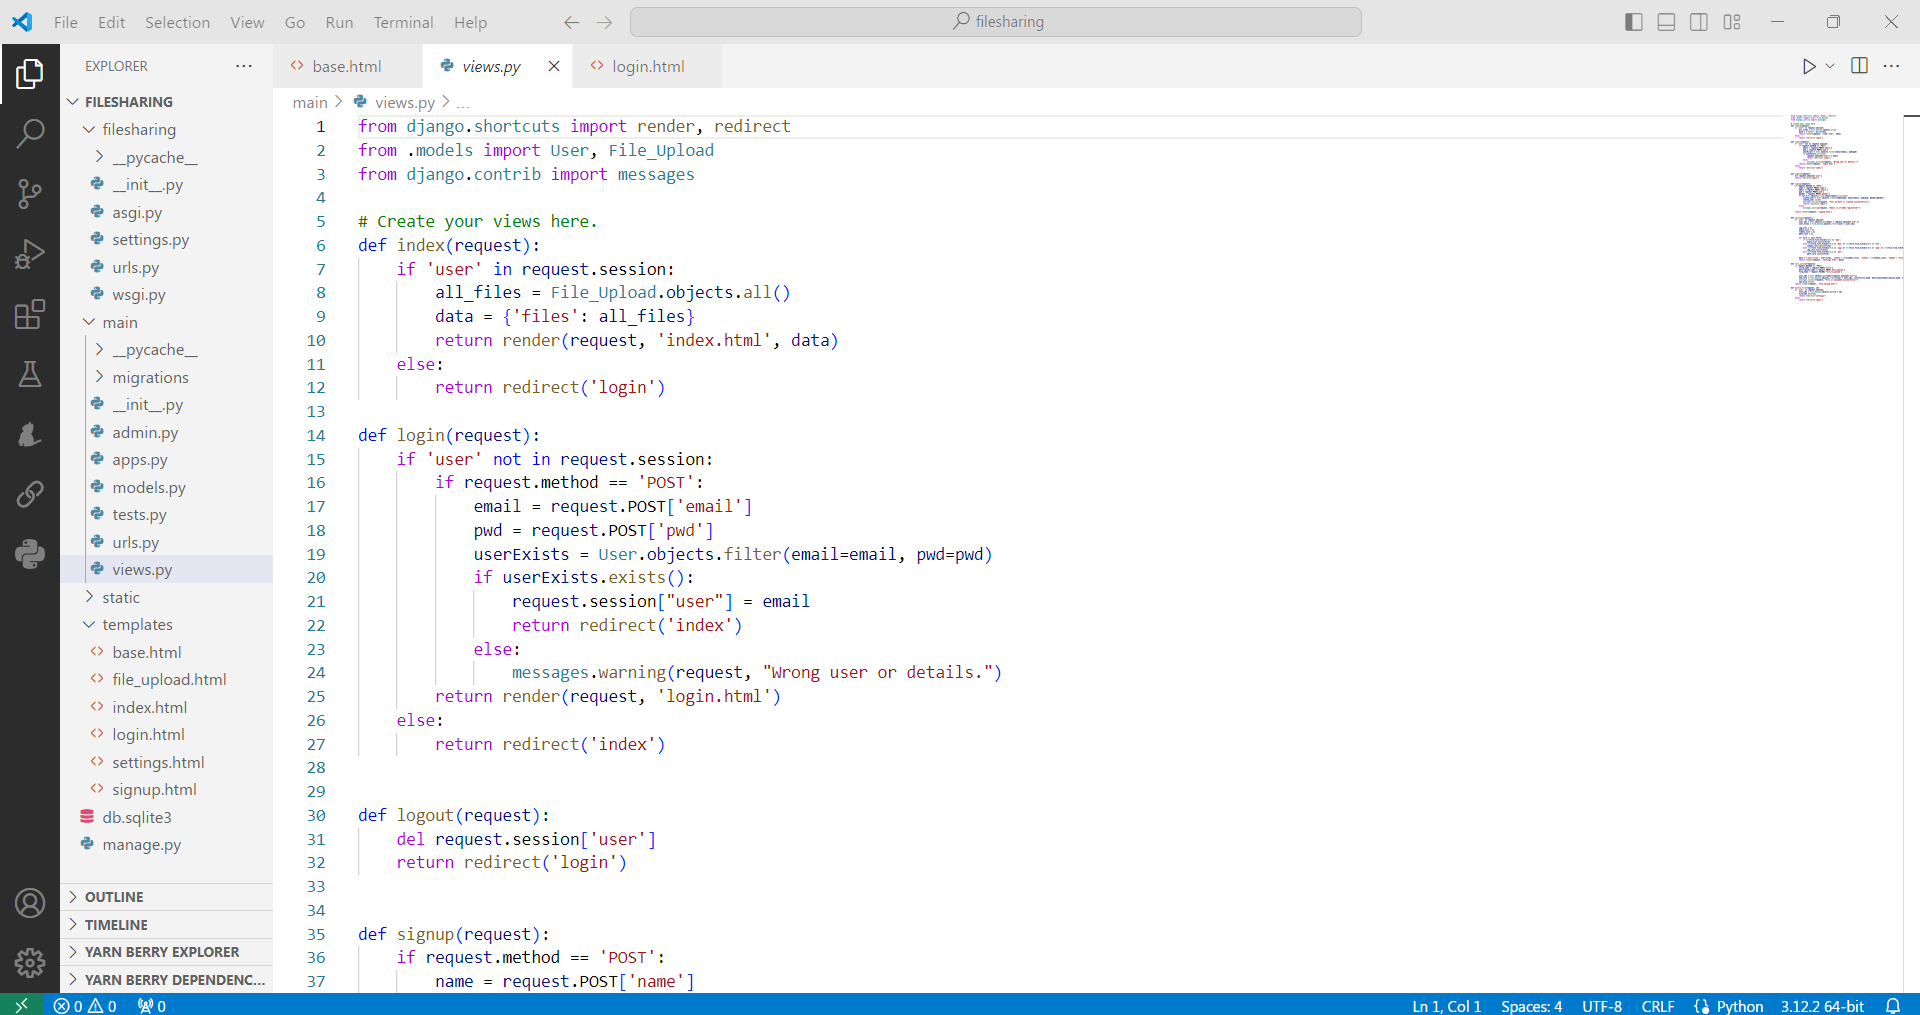 File Edit Selection View Go Run Terminal Help filesharing
EXPLORER
FILESHARING
filesharing
__pycache__
__init__.py
asgi.py
settings.py
urls.py
wsgi.py
main
__pycache__
migrations
__init__.py
admin.py
apps.py
models.py
tests.py
urls.py
views.py
static
templates
base.html
file_upload.html
index.html
login.html
settings.html
signup.html
db.sqlite3
manage.py
OUTLINE
TIMELINE
YARN BERRY EXPLORER
YARN BERRY DEPENDENC...
base.html views.py login.html
main > views.py > ...
1 from django.shortcuts import render, redirect
2 from .models import User, File_Upload
3 from django.contrib import messages
4
5 # Create your views here.
6 def index(request):
7     if 'user' in request.session:
8         all_files = File_Upload.objects.all()
9         data = {'files': all_files}
10         return render(request, 'index.html', data)
11     else:
12         return redirect('login')
13
14 def login(request):
15     if 'user' not in request.session:
16         if request.method == 'POST':
17             email = request.POST['email']
18             pwd = request.POST['pwd']
19             userExists = User.objects.filter(email=email, pwd=pwd)
20             if userExists.exists():
21                 request.session["user"] = email
22                 return redirect('index')
23             else:
24                 messages.warning(request, "Wrong user or details.")
25         return render(request, 'login.html')
26     else:
27         return redirect('index')
28
29
30 def logout(request):
31     del request.session['user']
32     return redirect('login')
33
34
35 def signup(request):
36     if request.method == 'POST':
37         name = request.POST['name']
0 0 0 Ln 1, Col 1 Spaces: 4 UTF-8 CRLF Python 3.12.2 64-bit